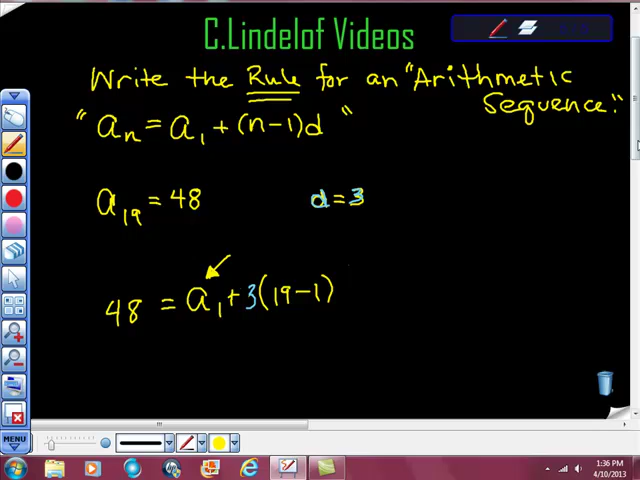 C.Lindelof Videos
Write the Rule for an "Arithmetic
Sequence."
"an = a1 + (n-1)d"
a19 = 48 d = 3
48 = a1 + 3(19-1)
MENU
1:36 PM
4/10/2013